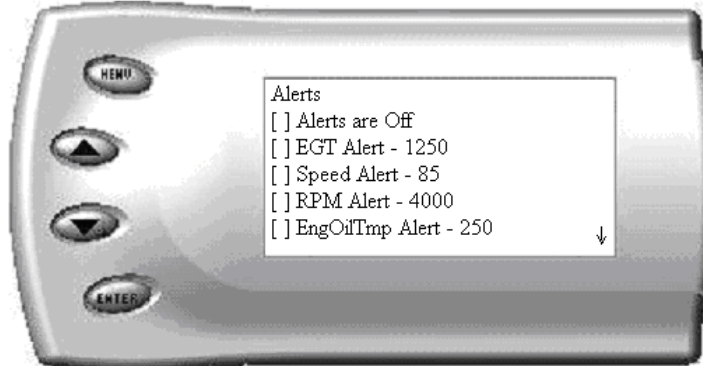 MENU
Alerts
[ ] Alerts are Off
[ ] EGT Alert - 1250
[ ] Speed Alert - 85
[ ] RPM Alert - 4000
[ ] EngOilTmp Alert - 250
ENTER